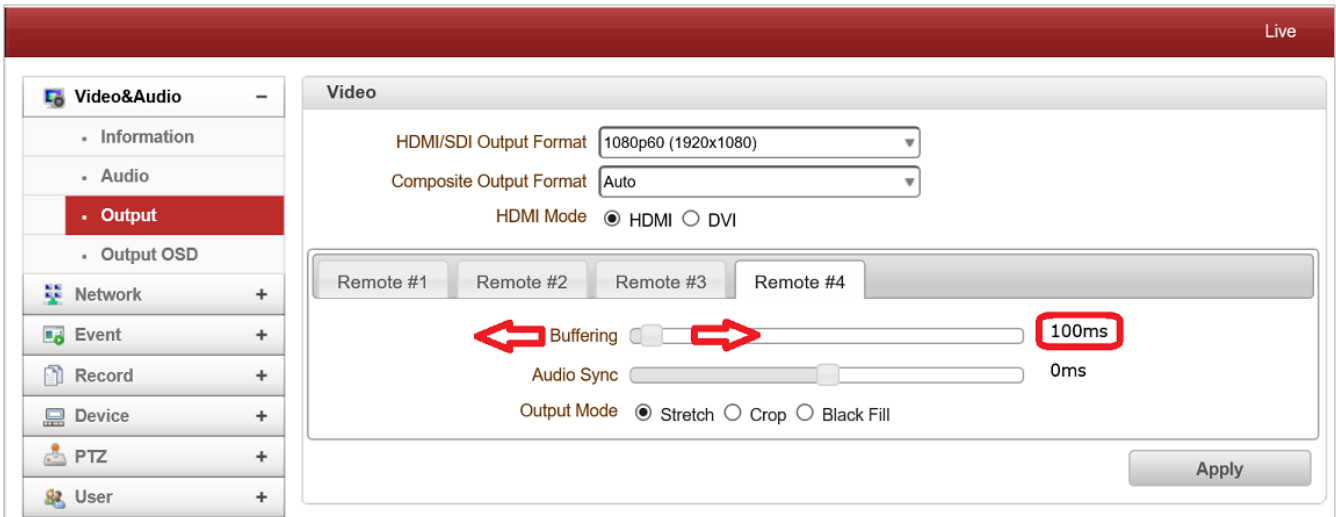 Live
Video&Audio −
Information
Audio
Output
Output OSD
Network +
Event +
Record +
Device +
PTZ +
User +
Video
HDMI/SDI Output Format 1080p60 (1920x1080)
Composite Output Format Auto
HDMI Mode HDMI DVI
Remote #1 Remote #2 Remote #3 Remote #4
Buffering 100ms
Audio Sync 0ms
Output Mode Stretch Crop Black Fill
Apply